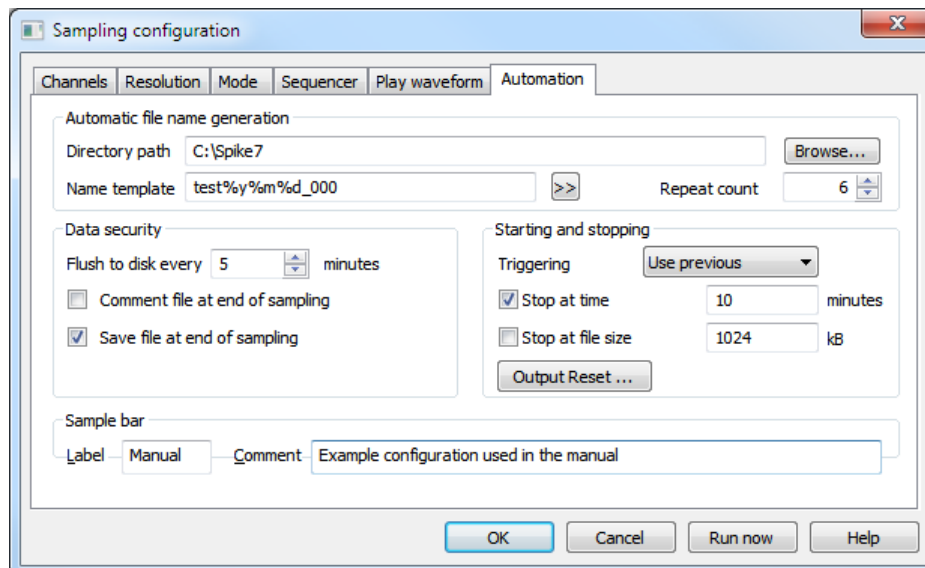 Sampling configuration
Channels Resolution Mode Sequencer Play waveform Automation
Automatic file name generation
Directory path C:\Spike7 Browse...
Name template test%y%m%d_000 >> Repeat count 6
Data security
Flush to disk every 5 minutes
Comment file at end of sampling
Save file at end of sampling
Starting and stopping
Triggering Use previous
Stop at time 10 minutes
Stop at file size 1024 kB
Output Reset ...
Sample bar
Label Manual Comment Example configuration used in the manual
OK Cancel Run now Help